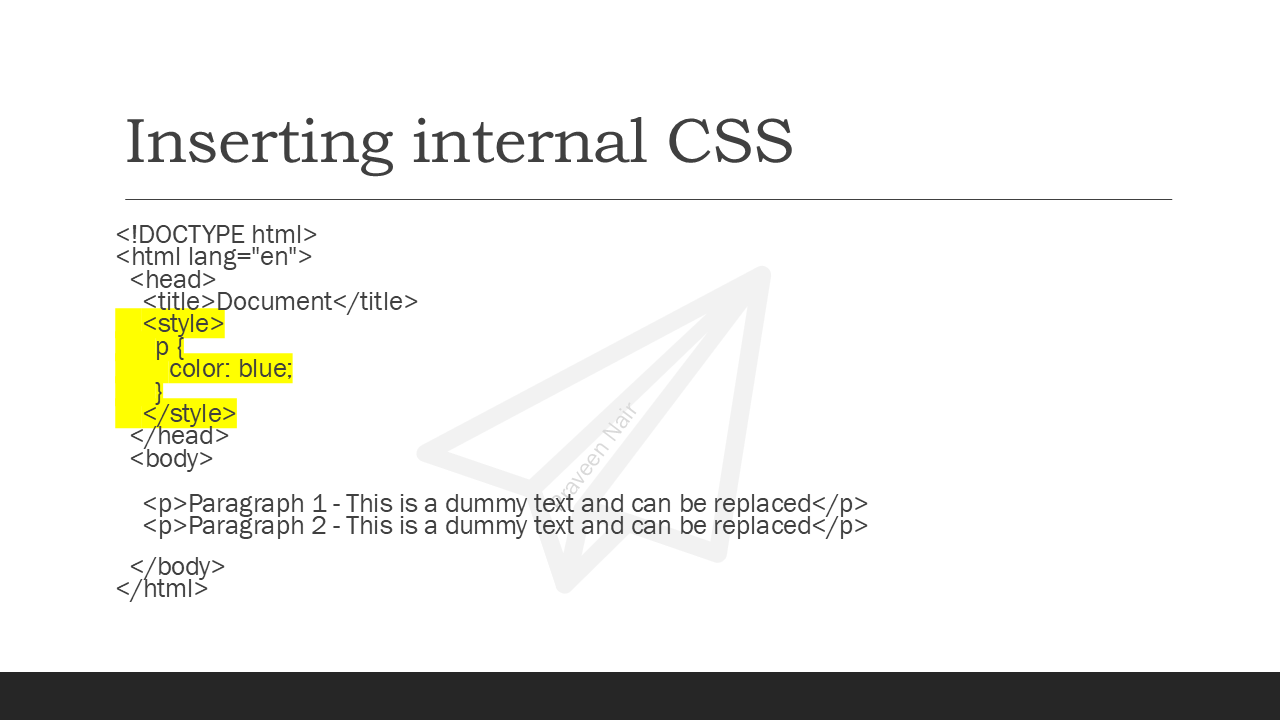 Inserting internal CSS
<!DOCTYPE html>
<html lang="en">
  <head>
    <title>Document</title>
    <style>
      p {
        color: blue;
      }
    </style>
  </head>
  <body>
    <p>Paragraph 1 - This is a dummy text and can be replaced</p>
    <p>Paragraph 2 - This is a dummy text and can be replaced</p>
  </body>
</html>
Praveen Nair